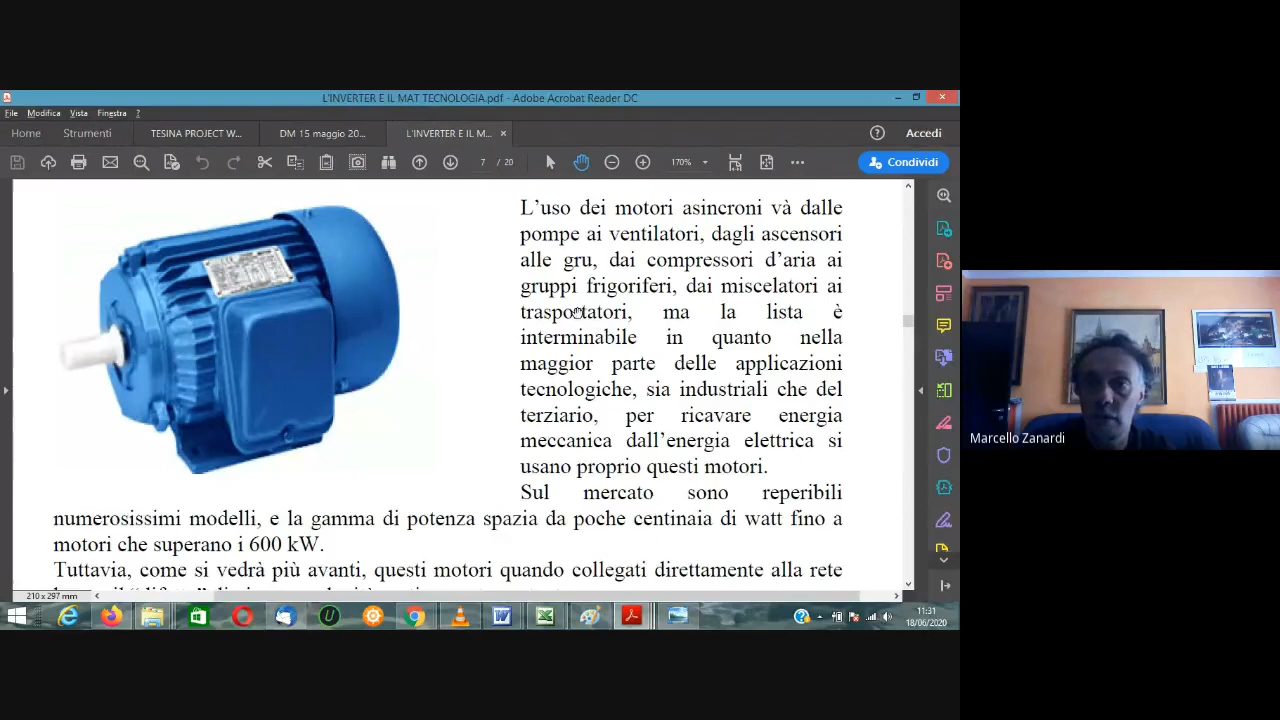 L'INVERTER E IL MAT TECNOLOGIA.pdf - Adobe Acrobat Reader DC
File Modifica Vista Finestra ?
Home Strumenti TESINA PROJECT W... DM 15 maggio 20... L'INVERTER E IL M... × Accedi
7 / 20 170% Condividi
L'uso dei motori asincroni và dalle
pompe ai ventilatori, dagli ascensori
alle gru, dai compressori d'aria ai
gruppi frigoriferi, dai miscelatori ai
trasportatori, ma la lista è
interminabile in quanto nella
maggior parte delle applicazioni
tecnologiche, sia industriali che del
terziario, per ricavare energia
meccanica dall'energia elettrica si
usano proprio questi motori.
Sul mercato sono reperibili
numerosissimi modelli, e la gamma di potenza spazia da poche centinaia di watt fino a
motori che superano i 600 kW.
Tuttavia, come si vedrà più avanti, questi motori quando collegati direttamente alla rete
210 x 297 mm
11:31
18/06/2020
Marcello Zanardi